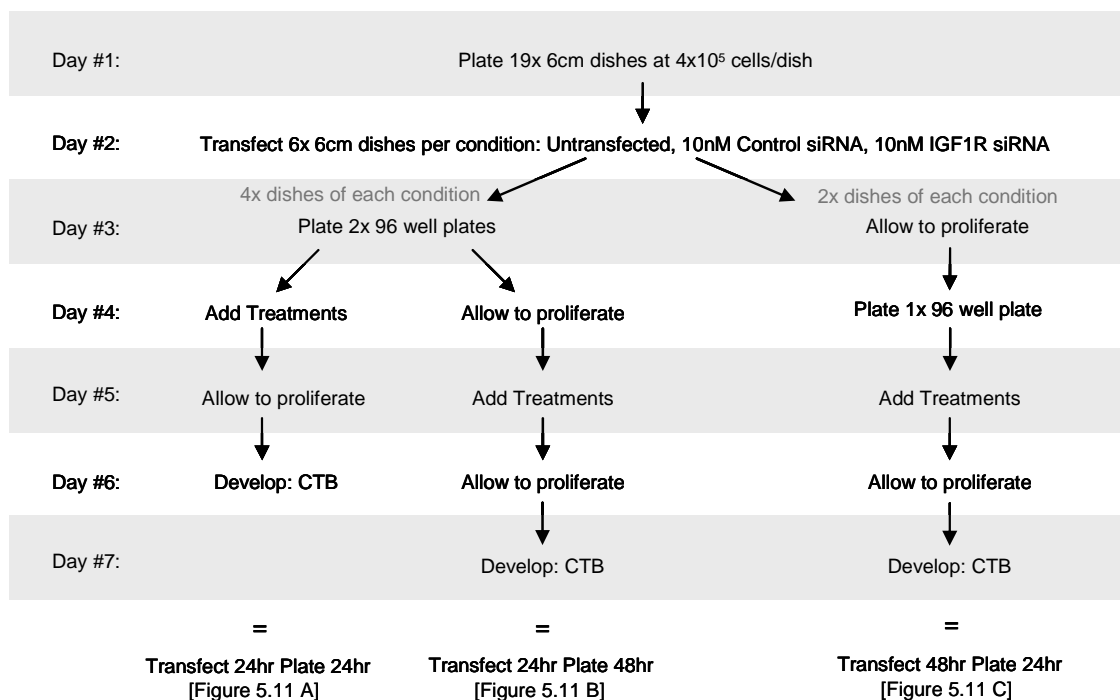 Day #1:
Plate 19x 6cm dishes at 4x10⁵ cells/dish
Day #2:
Transfect 6x 6cm dishes per condition: Untransfected, 10nM Control siRNA, 10nM IGF1R siRNA
4x dishes of each condition
2x dishes of each condition
Day #3:
Plate 2x 96 well plates
Allow to proliferate
Day #4:
Add Treatments
Allow to proliferate
Plate 1x 96 well plate
Day #5:
Allow to proliferate
Add Treatments
Add Treatments
Day #6:
Develop: CTB
Allow to proliferate
Allow to proliferate
Day #7:
Develop: CTB
Develop: CTB
=
=
=
Transfect 24hr Plate 24hr
Transfect 24hr Plate 48hr
Transfect 48hr Plate 24hr
[Figure 5.11 A]
[Figure 5.11 B]
[Figure 5.11 C]